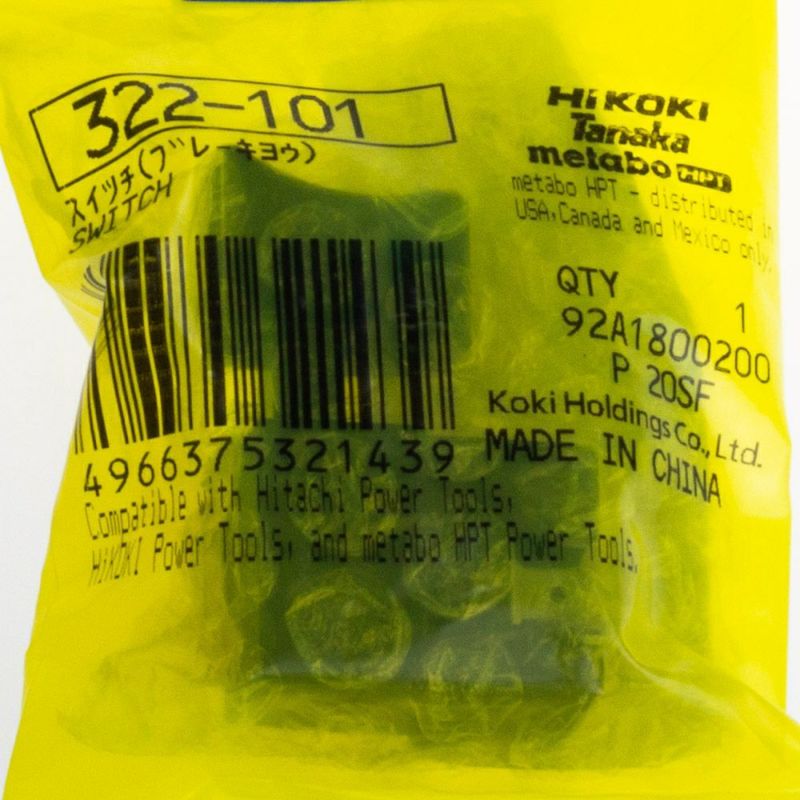 322-101
スイッチ(ブレーキヨウ)
SWITCH
HiKOKI
Tanaka
metabo HPT
metabo HPT - distributed in
USA, Canada and Mexico only.
QTY 1
92A1800200
P 20SF
Koki Holdings Co., Ltd.
MADE IN CHINA
4966375321439
Compatible with Hitachi Power Tools,
HiKOKI Power Tools, and metabo HPT Power Tools.